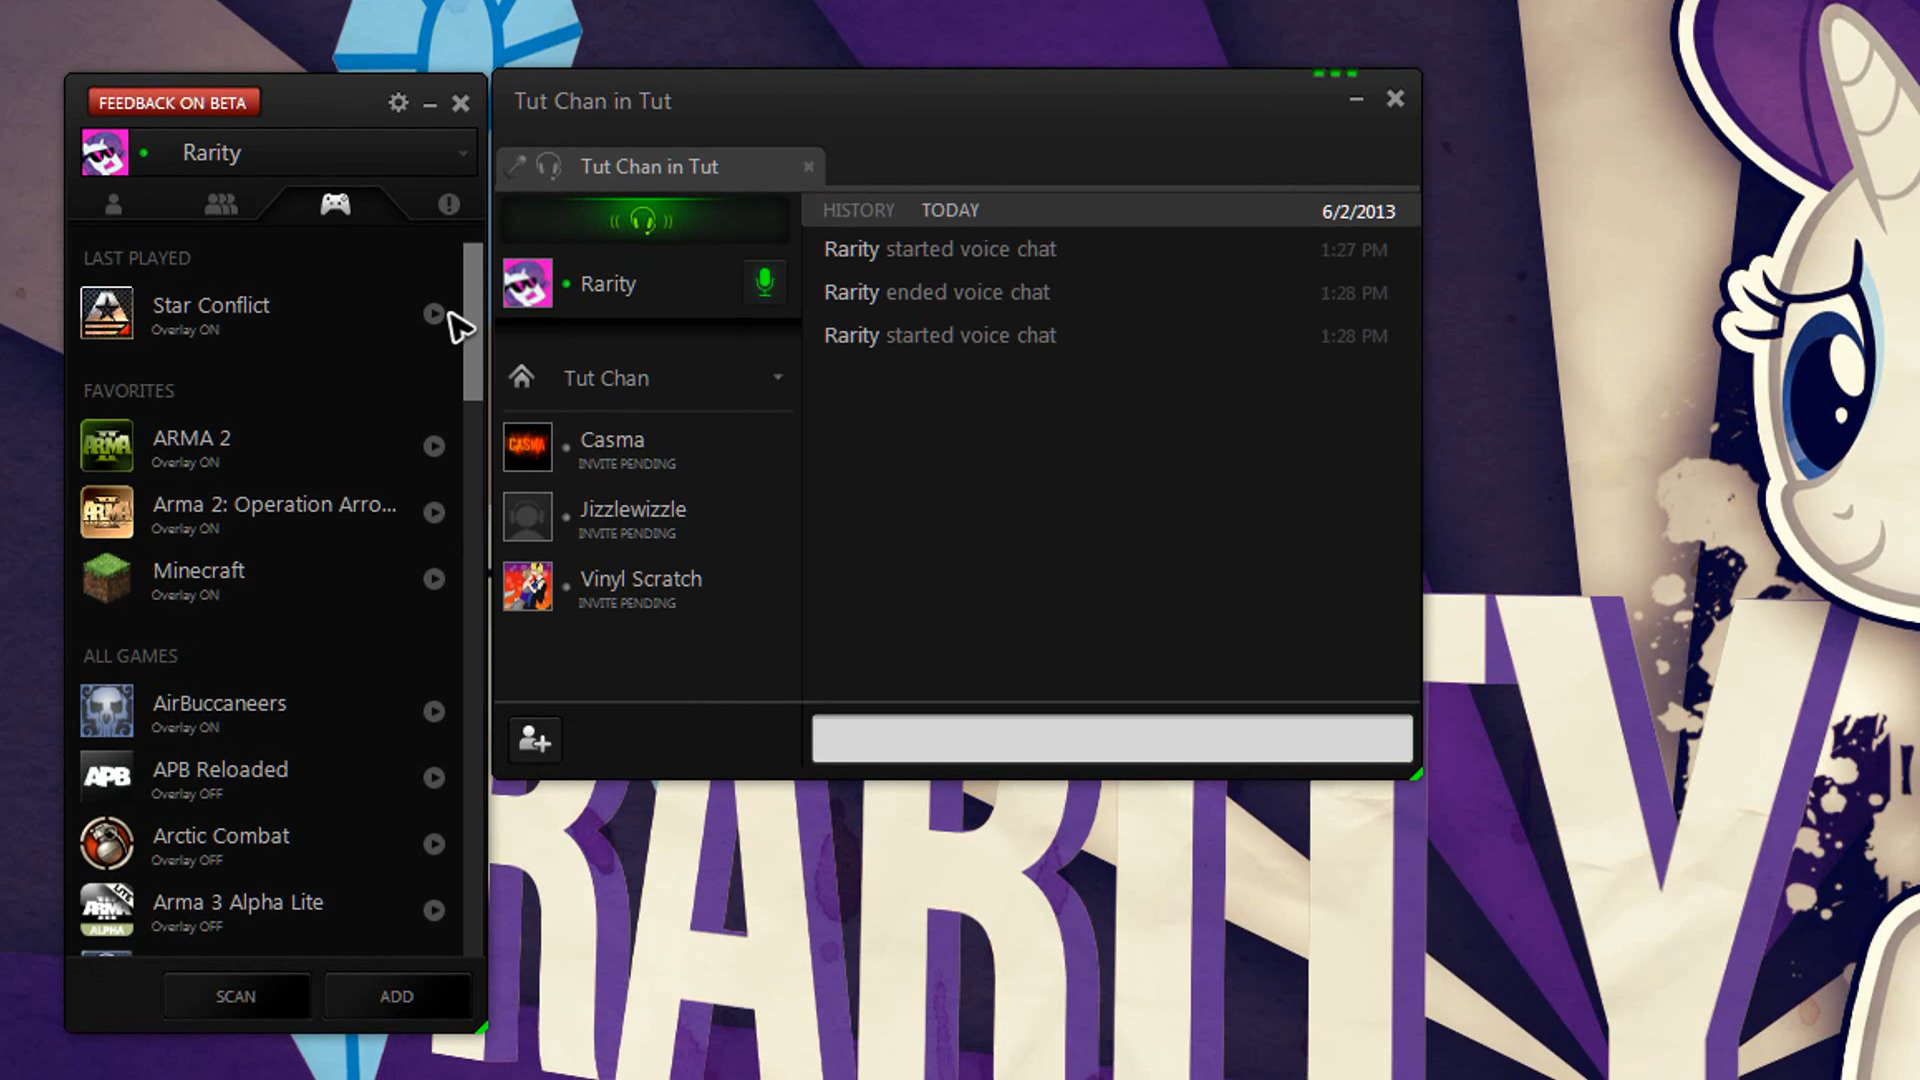 FEEDBACK ON BETA
Rarity
LAST PLAYED
Star Conflict
Overlay ON
FAVORITES
ARMA 2
Overlay ON
Arma 2: Operation Arro...
Overlay ON
Minecraft
Overlay ON
ALL GAMES
AirBuccaneers
Overlay ON
APB
APB Reloaded
Overlay OFF
Arctic Combat
Overlay OFF
ARMA
ALPHA
Arma 3 Alpha Lite
Overlay OFF
SCAN
ADD
Tut Chan in Tut
Tut Chan in Tut
Rarity
Tut Chan
CASMA
Casma
INVITE PENDING
Jizzlewizzle
INVITE PENDING
Vinyl Scratch
INVITE PENDING
HISTORY TODAY 6/2/2013
Rarity started voice chat 1:27 PM
Rarity ended voice chat 1:28 PM
Rarity started voice chat 1:28 PM
RARITY